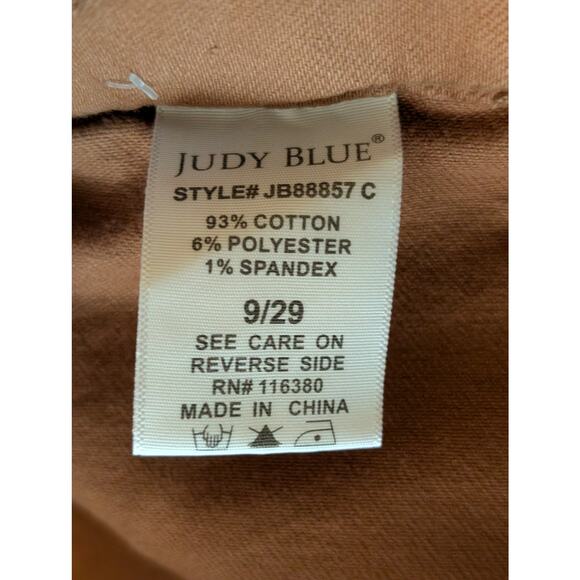 JUDY BLUE®
STYLE# JB88857 C
93% COTTON
6% POLYESTER
1% SPANDEX
9/29
SEE CARE ON
REVERSE SIDE
RN# 116380
MADE IN CHINA